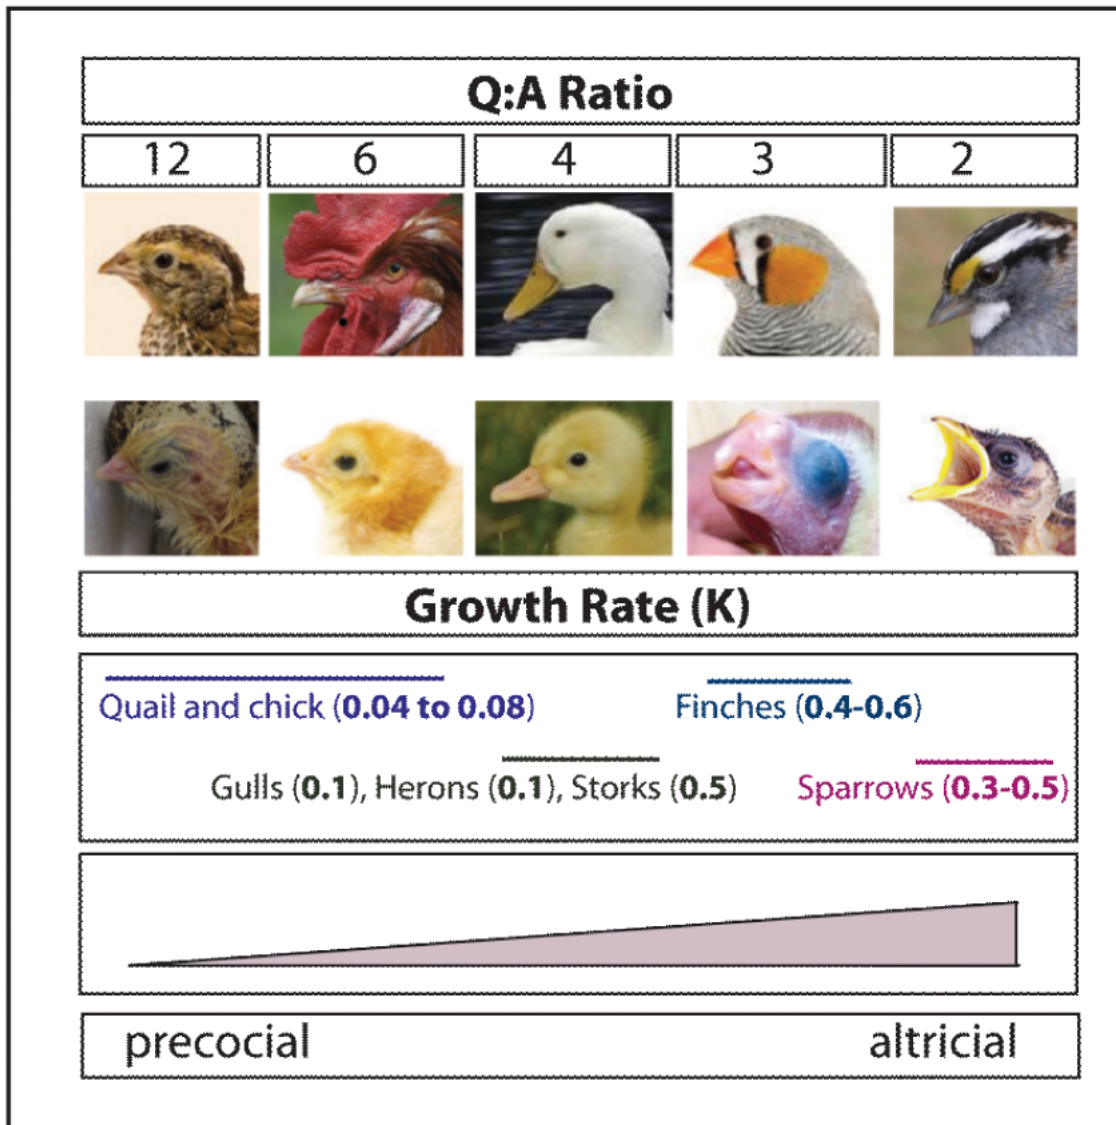 Q:A Ratio
12 6 4 3 2
Growth Rate (K)
Quail and chick (0.04 to 0.08) Finches (0.4-0.6)
Gulls (0.1), Herons (0.1), Storks (0.5) Sparrows (0.3-0.5)
precocial altricial